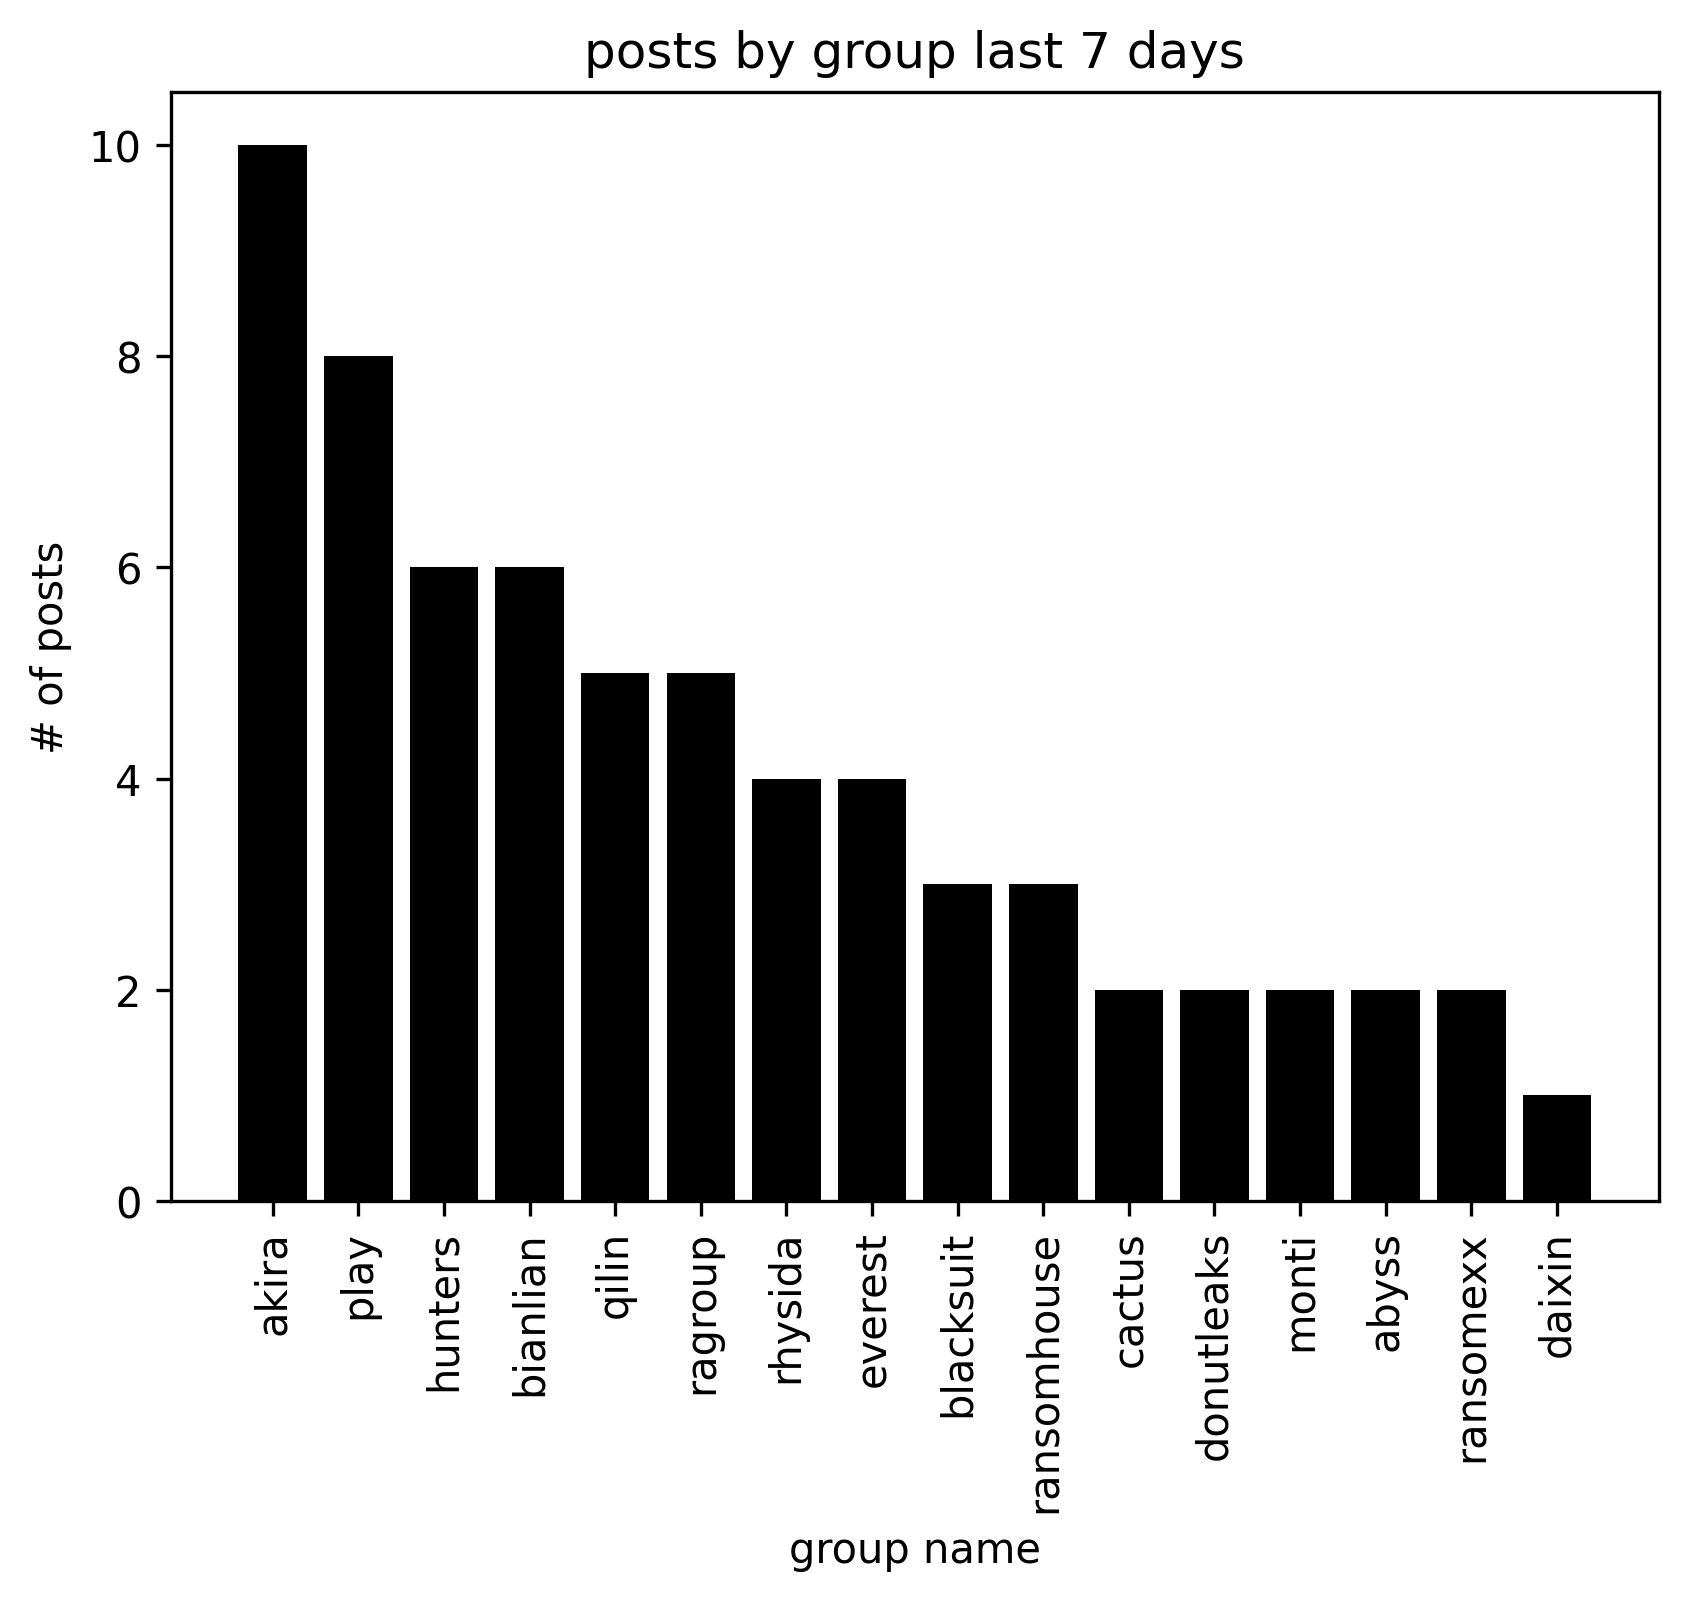 posts by group last 7 days
10
8
6
4
2
0
# of posts
akira
play
hunters
bianlian
qilin
ragroup
rhysida
everest
blacksuit
ransomhouse
cactus
donutleaks
monti
abyss
ransomexx
daixin
group name